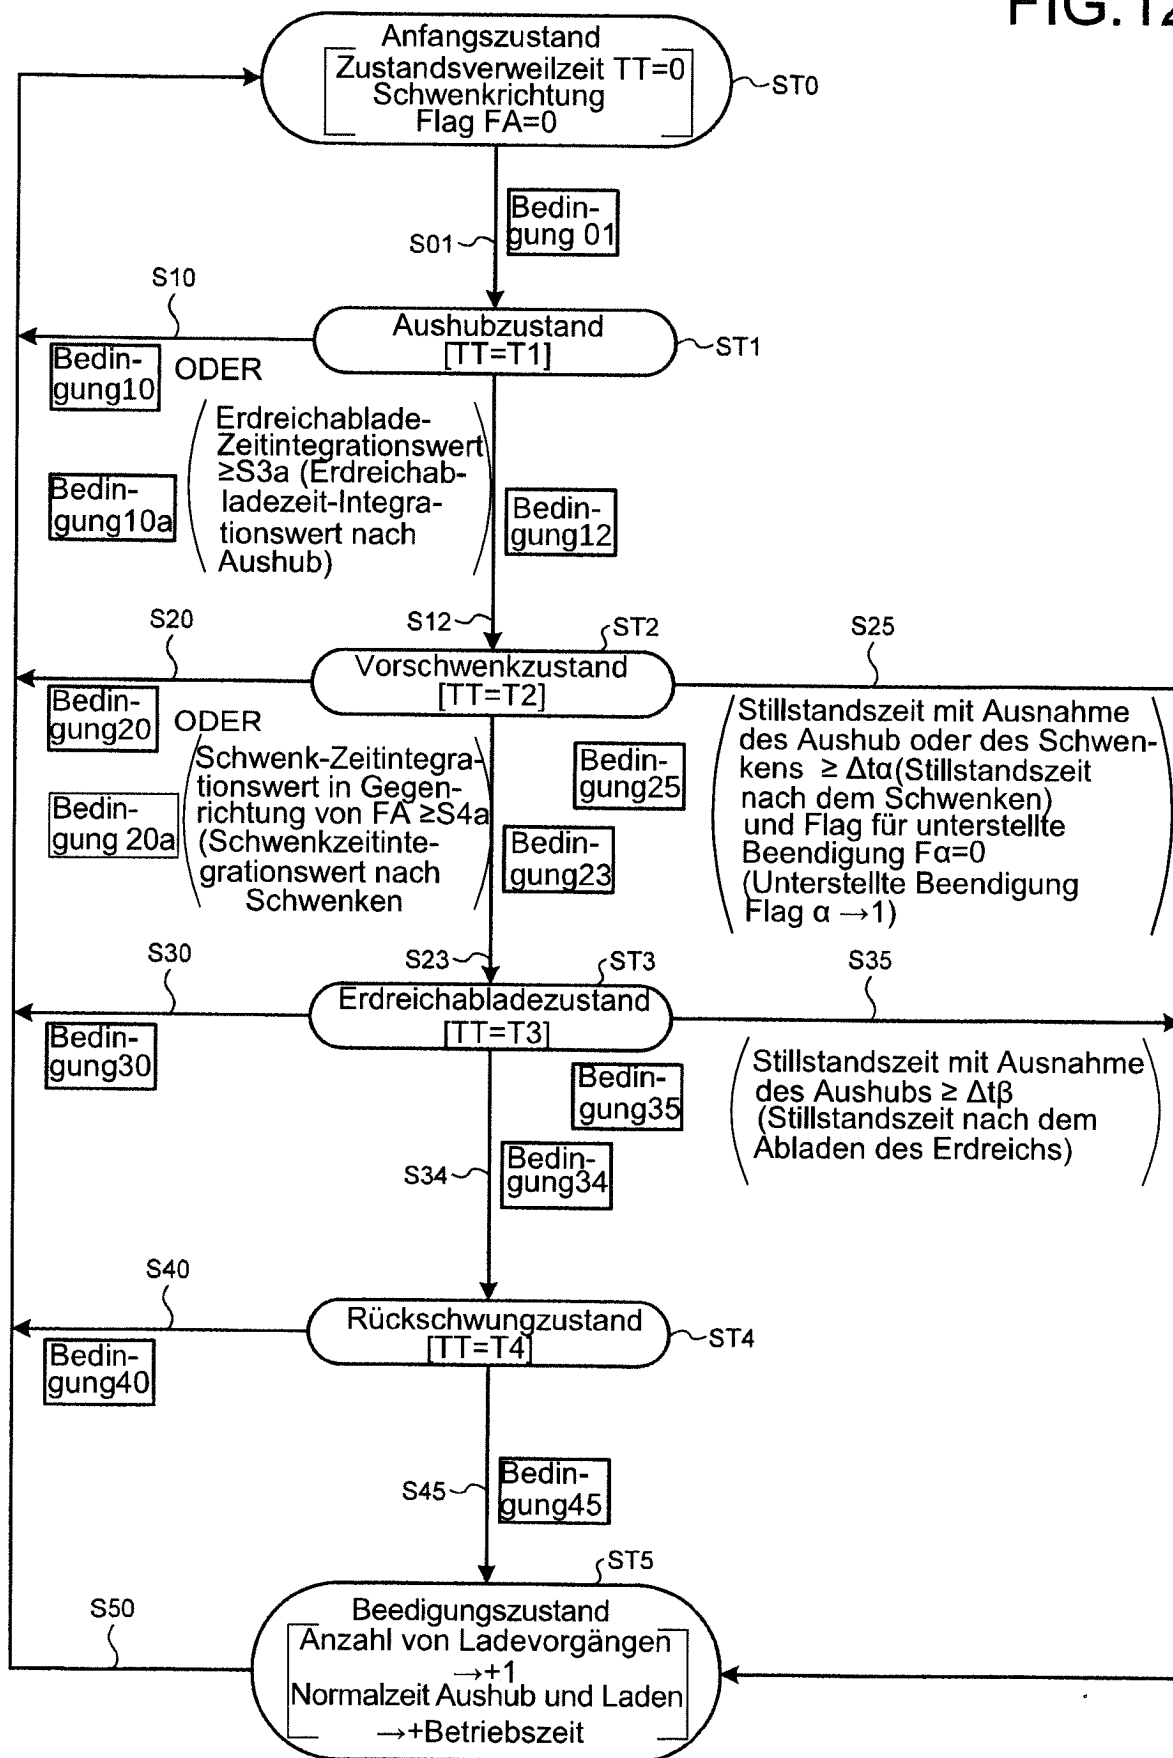 FIG. 12
Anfangszustand
Zustandsverweilzeit TT=0
Schwenkrichtung
Flag FA=0
ST0
Bedin-
gung 01
S01
S10
Aushubzustand
[TT=T1]
ST1
Bedin-
gung10
ODER
Erdreichablade-
Zeitintegrationswert
≥S3a (Erdreichab-
ladezeit-Integra-
tionswert nach
Aushub)
Bedin-
gung10a
Bedin-
gung12
S12
S20
ST2
S25
Vorschwenkzustand
[TT=T2]
Bedin-
gung20
ODER
Schwenk-Zeitintegra-
tionswert in Gegen-
richtung von FA ≥S4a
(Schwenkzeitinte-
grationswert nach
Schwenken
Bedin-
gung 20a
Bedin-
gung25
Stillstandszeit mit Ausnahme
des Aushub oder des Schwen-
kens ≥ Δtα(Stillstandszeit
nach dem Schwenken)
und Flag für unterstellte
Beendigung Fα=0
(Unterstellte Beendigung
Flag α →1)
Bedin-
gung23
S23
S30
ST3
S35
Erdreichabladezustand
[TT=T3]
Bedin-
gung30
Bedin-
gung35
Stillstandszeit mit Ausnahme
des Aushubs ≥ Δtβ
(Stillstandszeit nach dem
Abladen des Erdreichs)
S34
Bedin-
gung34
S40
Rückschwungzustand
[TT=T4]
ST4
Bedin-
gung40
S45
Bedin-
gung45
ST5
S50
Beedigungszustand
Anzahl von Ladevorgängen
→+1
Normalzeit Aushub und Laden
→+Betriebszeit